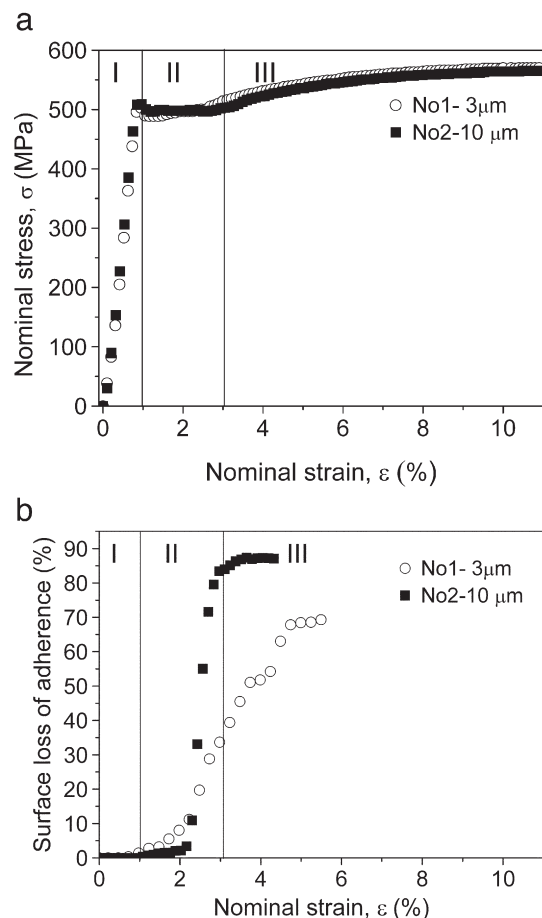 a
600
500
400
300
200
100
0
Nominal stress, σ (MPa)
I II III
No1- 3μm
No2-10 μm
0 2 4 6 8 10
Nominal strain, ε (%)
b
90
80
70
60
50
40
30
20
10
0
Surface loss of adherence (%)
I II III
No1- 3μm
No2-10 μm
0 2 4 6 8 10
Nominal strain, ε (%)